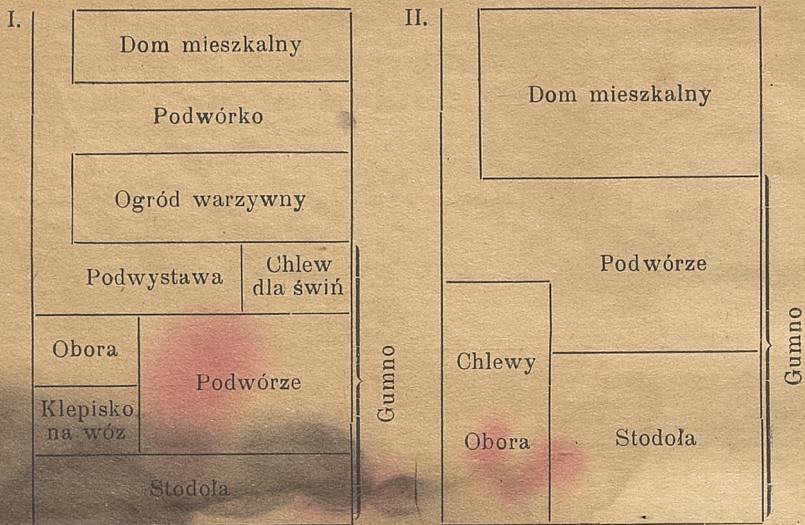 I.
Dom mieszkalny
Podwórko
Ogród warzywny
Podwystawa
Chlew
dla świń
Obora
Podwórze
Klepisko
na wóz
Stodoła
Gumno
II.
Dom mieszkalny
Podwórze
Chlewy
Obora
Stodoła
Gumno